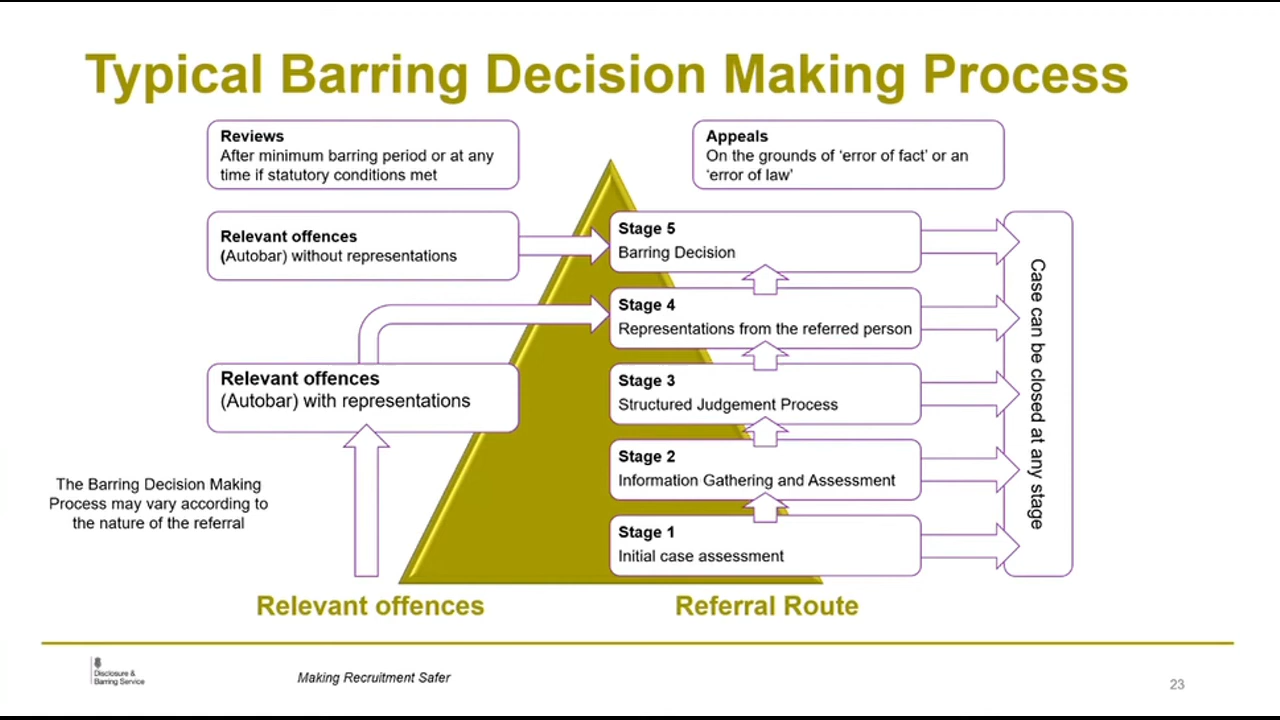 Typical Barring Decision Making Process
Reviews
After minimum barring period or at any
time if statutory conditions met
Appeals
On the grounds of ‘error of fact’ or an
‘error of law’
Relevant offences
(Autobar) without representations
Stage 5
Barring Decision
Stage 4
Representations from the referred person
Relevant offences
(Autobar) with representations
Stage 3
Structured Judgement Process
Stage 2
Information Gathering and Assessment
Stage 1
Initial case assessment
Case can be closed at any stage
The Barring Decision Making
Process may vary according to
the nature of the referral
Relevant offences
Referral Route
Disclosure &
Barring Service
Making Recruitment Safer
23